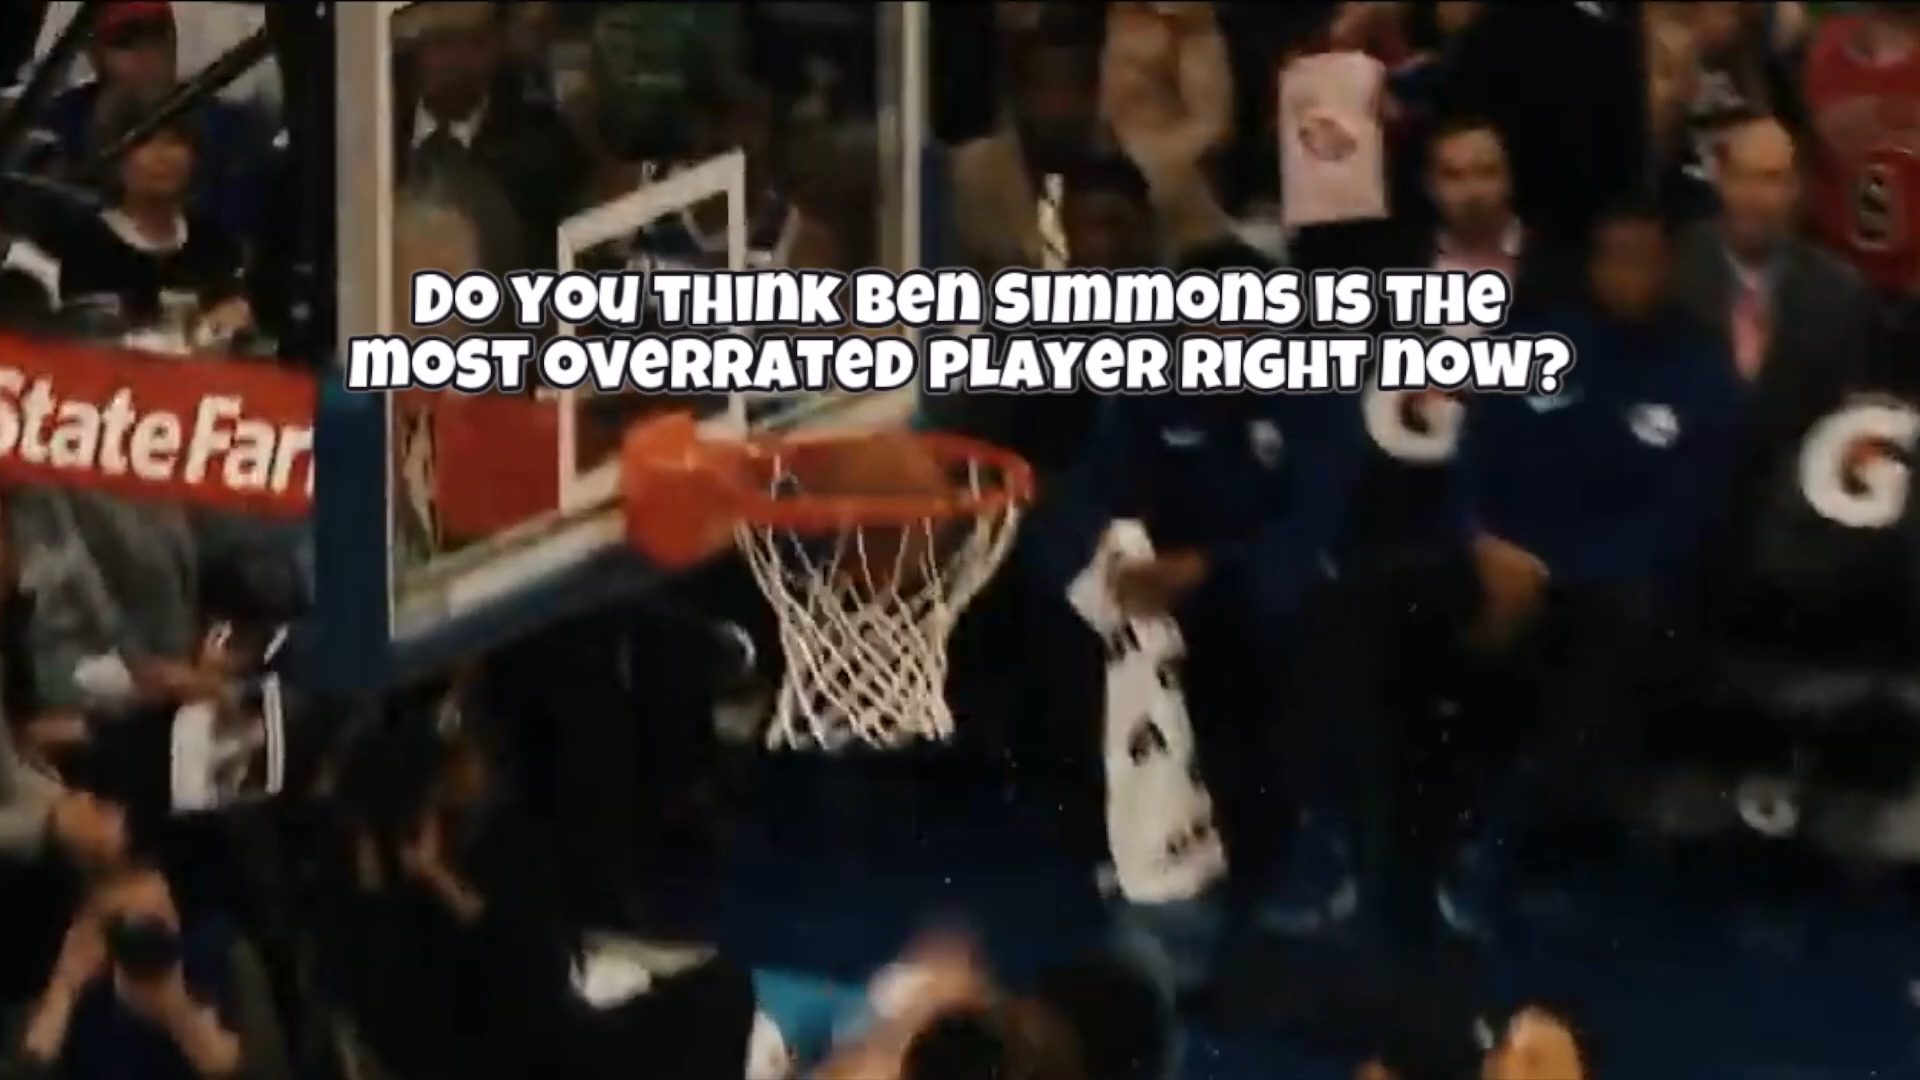 DO YOU THINK BEN SIMMONS IS THE
MOST OVERRATED PLAYER RIGHT NOW?
State Far
G
G